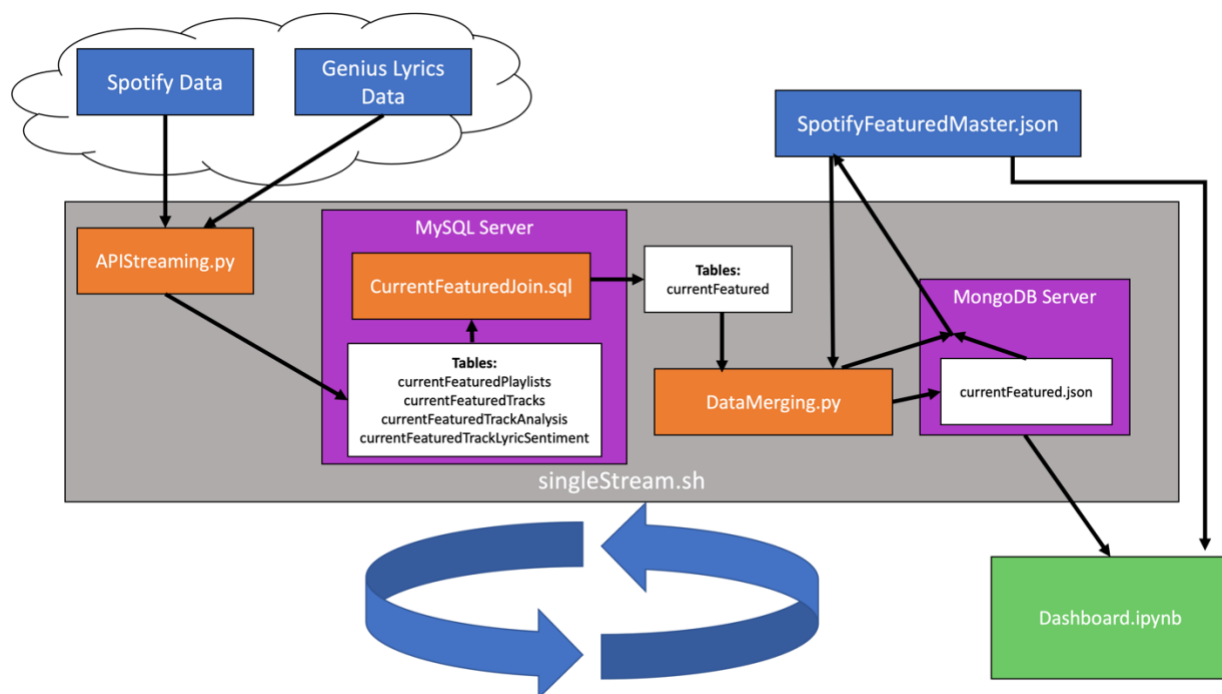 Spotify Data
Genius Lyrics
Data
SpotifyFeaturedMaster.json
MySQL Server
APIStreaming.py
CurrentFeaturedJoin.sql
Tables:
currentFeatured
MongoDB Server
Tables:
currentFeaturedPlaylists
currentFeaturedTracks
currentFeaturedTrackAnalysis
currentFeaturedTrackLyricSentiment
DataMerging.py
currentFeatured.json
singleStream.sh
Dashboard.ipynb